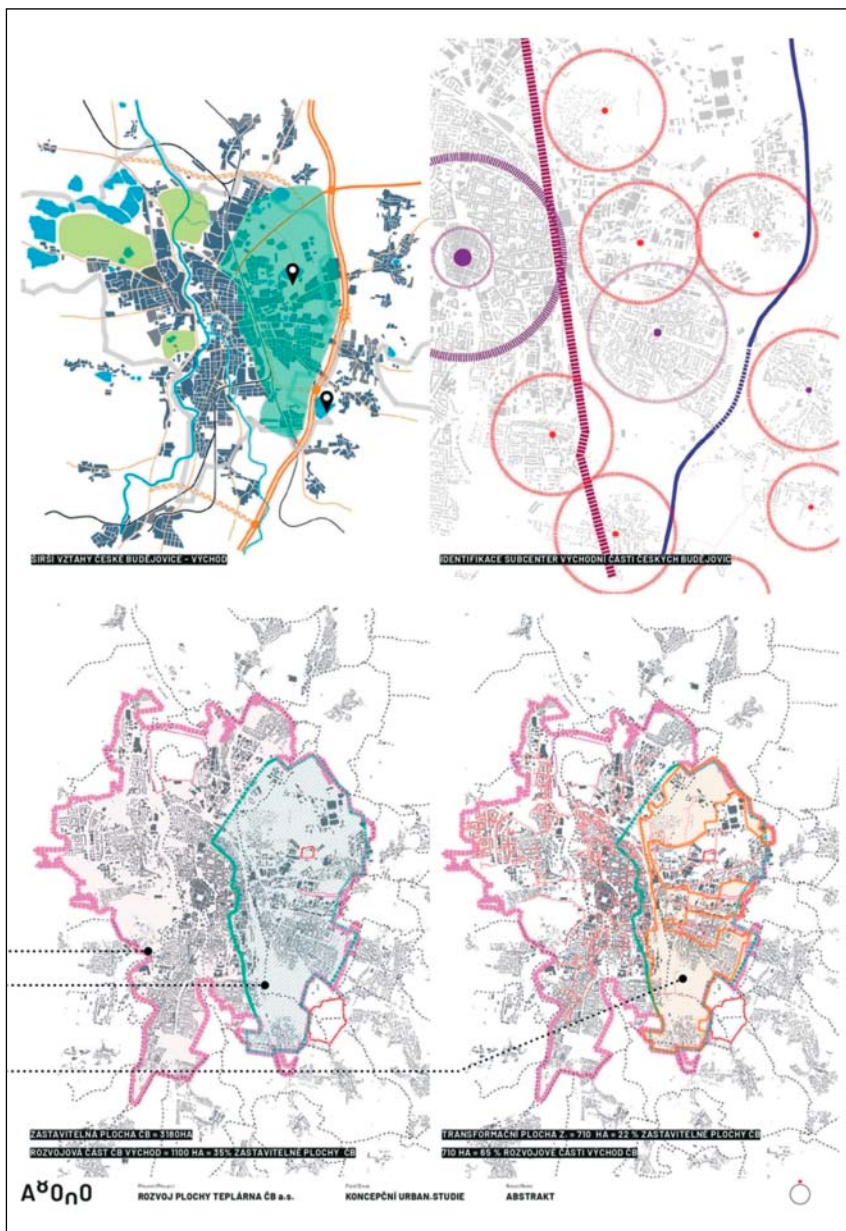 ŠIRŠÍ VZTAHY ČESKÉ BUDĚJOVICE - VÝCHOD
IDENTIFIKACE SUBCENTER VÝCHODNÍ ČÁSTI ČESKÝCH BUDĚJOVIC
ZASTAVITELNÁ PLOCHA ČB = 3180HA
ROZVOJOVÁ ČÁST ČB VÝCHOD = 1100 HA = 35% ZASTAVITELNÉ PLOCHY ČB
TRANSFORMAČNÍ PLOCHA Z. = 710 HA = 22 % ZASTAVITELNÉ PLOCHY ČB
710 HA = 65 % ROZVOJOVÉ ČÁSTI VÝCHOD ČB
ROZVOJ PLOCHY TEPLÁRNA ČB a.s.
KONCEPČNÍ URBAN.STUDIE
ABSTRAKT